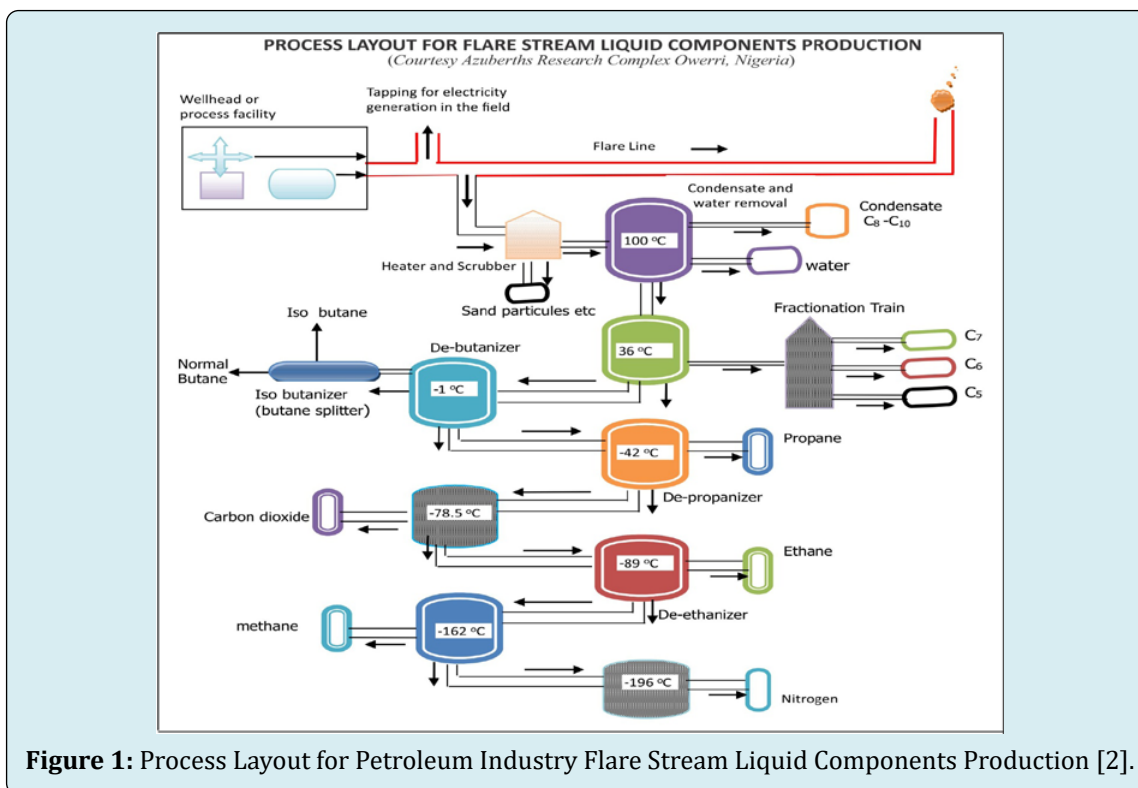 PROCESS LAYOUT FOR FLARE STREAM LIQUID COMPONENTS PRODUCTION
(Courtesy Azuberths Research Complex Owerri, Nigeria)
Wellhead or
process facility
Tapping for electricity
generation in the field
Flare Line
Condensate and
water removal
Condensate
C8 -C10
100 °C
Heater and Scrubber
water
Sand particules etc
Fractionation Train
Iso butane
De-butanizer
36 °C
C7
Normal
Butane
C6
-1 °C
Iso butanizer
(butane splitter)
C5
Propane
-42 °C
De-propanizer
Carbon dioxide
-78.5 °C
Ethane
-89 °C
De-ethanizer
methane
-162 °C
-196 °C
Nitrogen
Figure 1: Process Layout for Petroleum Industry Flare Stream Liquid Components Production [2].